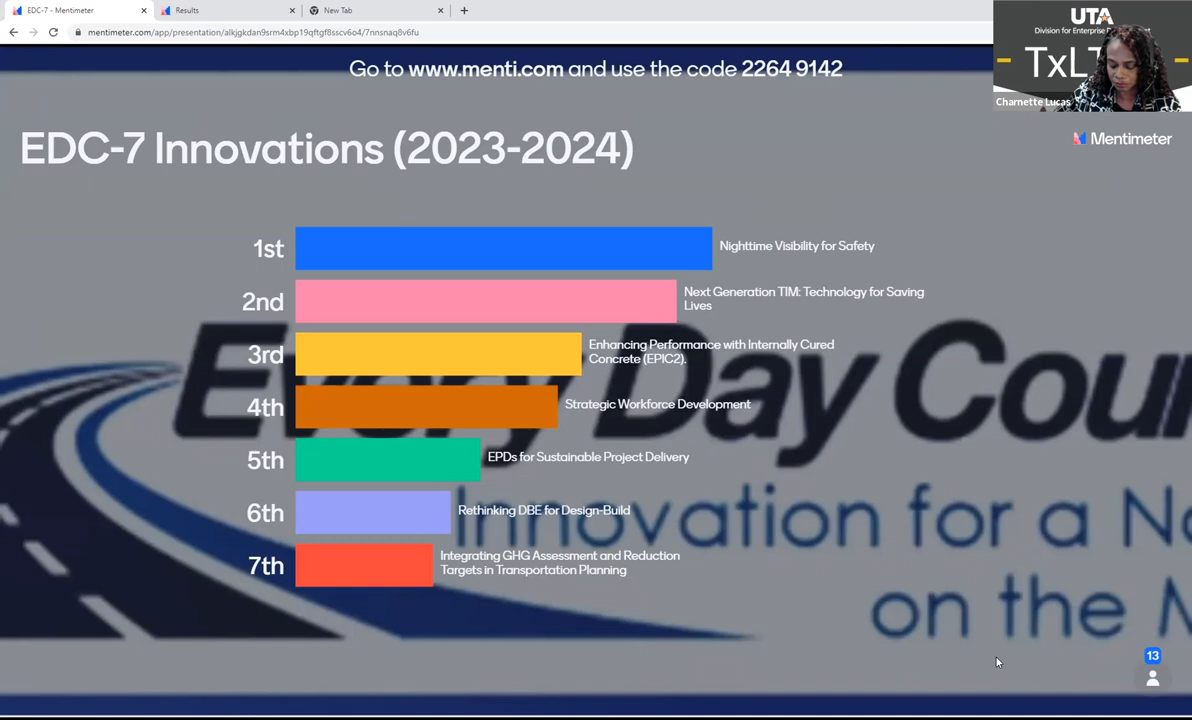 EDC-7 - Mentimeter
Results
New Tab
mentimeter.com/app/presentation/alkjgkdan9srm4xbp19qftgf8sscv6o4/7nnsnaq8v6fu
Go to www.menti.com and use the code 2264 9142
UTA
Division for Enterprise
TxLT
Charnette Lucas
Mentimeter
EDC-7 Innovations (2023-2024)
1st
Nighttime Visibility for Safety
2nd
Next Generation TIM: Technology for Saving
Lives
3rd
Enhancing Performance with Internally Cured
Concrete (EPIC2).
4th
Strategic Workforce Development
5th
EPDs for Sustainable Project Delivery
6th
Rethinking DBE for Design-Build
7th
Integrating GHG Assessment and Reduction
Targets in Transportation Planning
Every Day Coun
Innovation for a Na
on the M
13